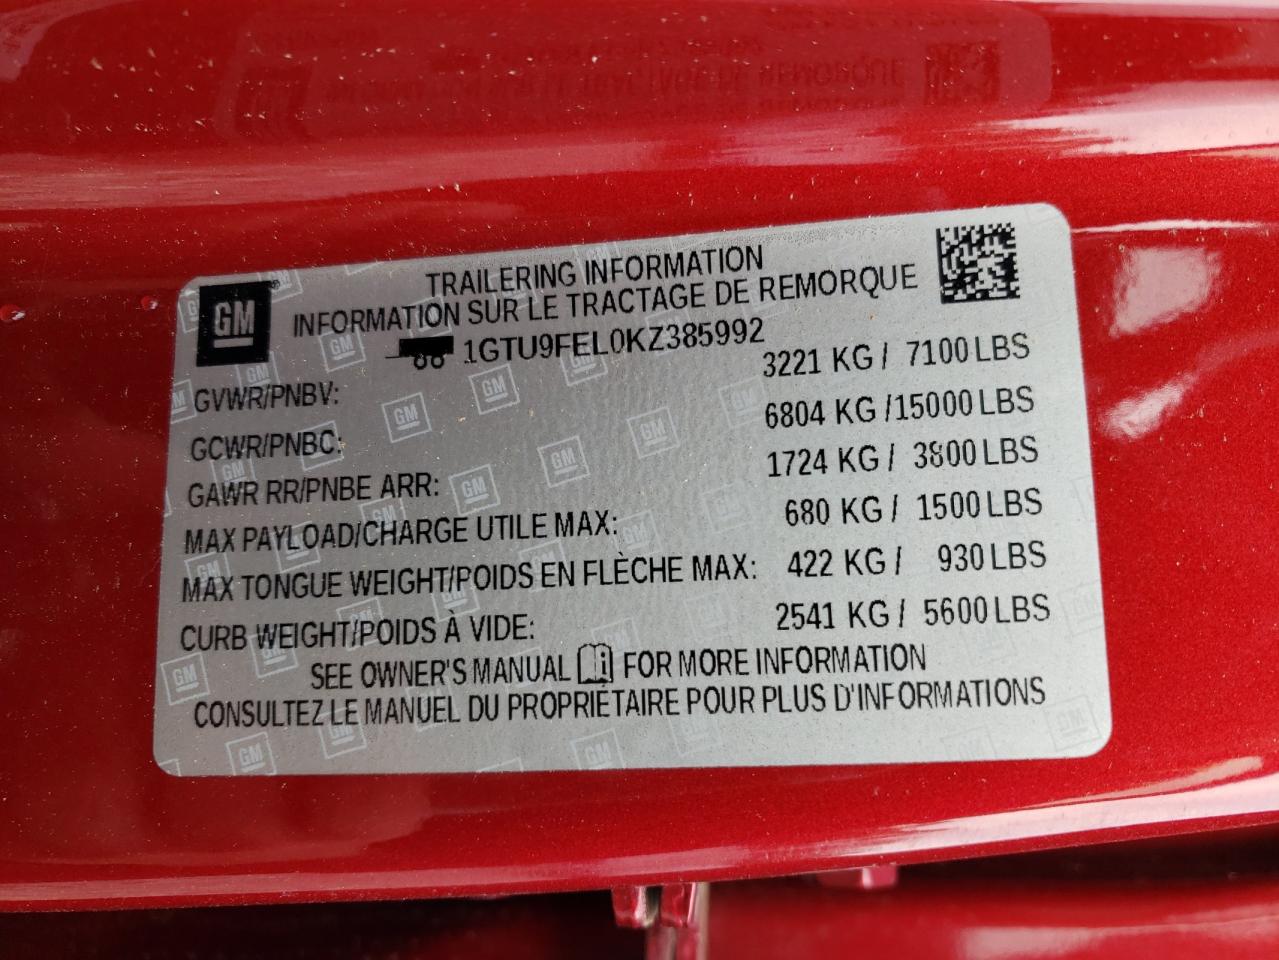 GM
TRAILERING INFORMATION
INFORMATION SUR LE TRACTAGE DE REMORQUE
1GTU9FEL0KZ385992
GVWR/PNBV: 3221 KG / 7100 LBS
GCWR/PNBC: 6804 KG /15000 LBS
GAWR RR/PNBE ARR: 1724 KG / 3800 LBS
MAX PAYLOAD/CHARGE UTILE MAX: 680 KG / 1500 LBS
MAX TONGUE WEIGHT/POIDS EN FLÈCHE MAX: 422 KG / 930 LBS
CURB WEIGHT/POIDS À VIDE: 2541 KG / 5600 LBS
SEE OWNER'S MANUAL FOR MORE INFORMATION
CONSULTEZ LE MANUEL DU PROPRIÉTAIRE POUR PLUS D'INFORMATIONS